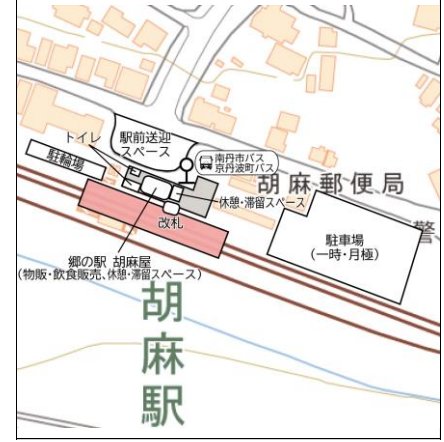 トイレ
駅前送迎
スペース
南丹市バス
京丹波町バス
駐輪場
胡麻郵便局
休憩・滞留スペース
警
改札
駐車場
(一時・月極)
郷の駅 胡麻屋
(物販・飲食販売、休憩・滞留スペース)
胡麻駅